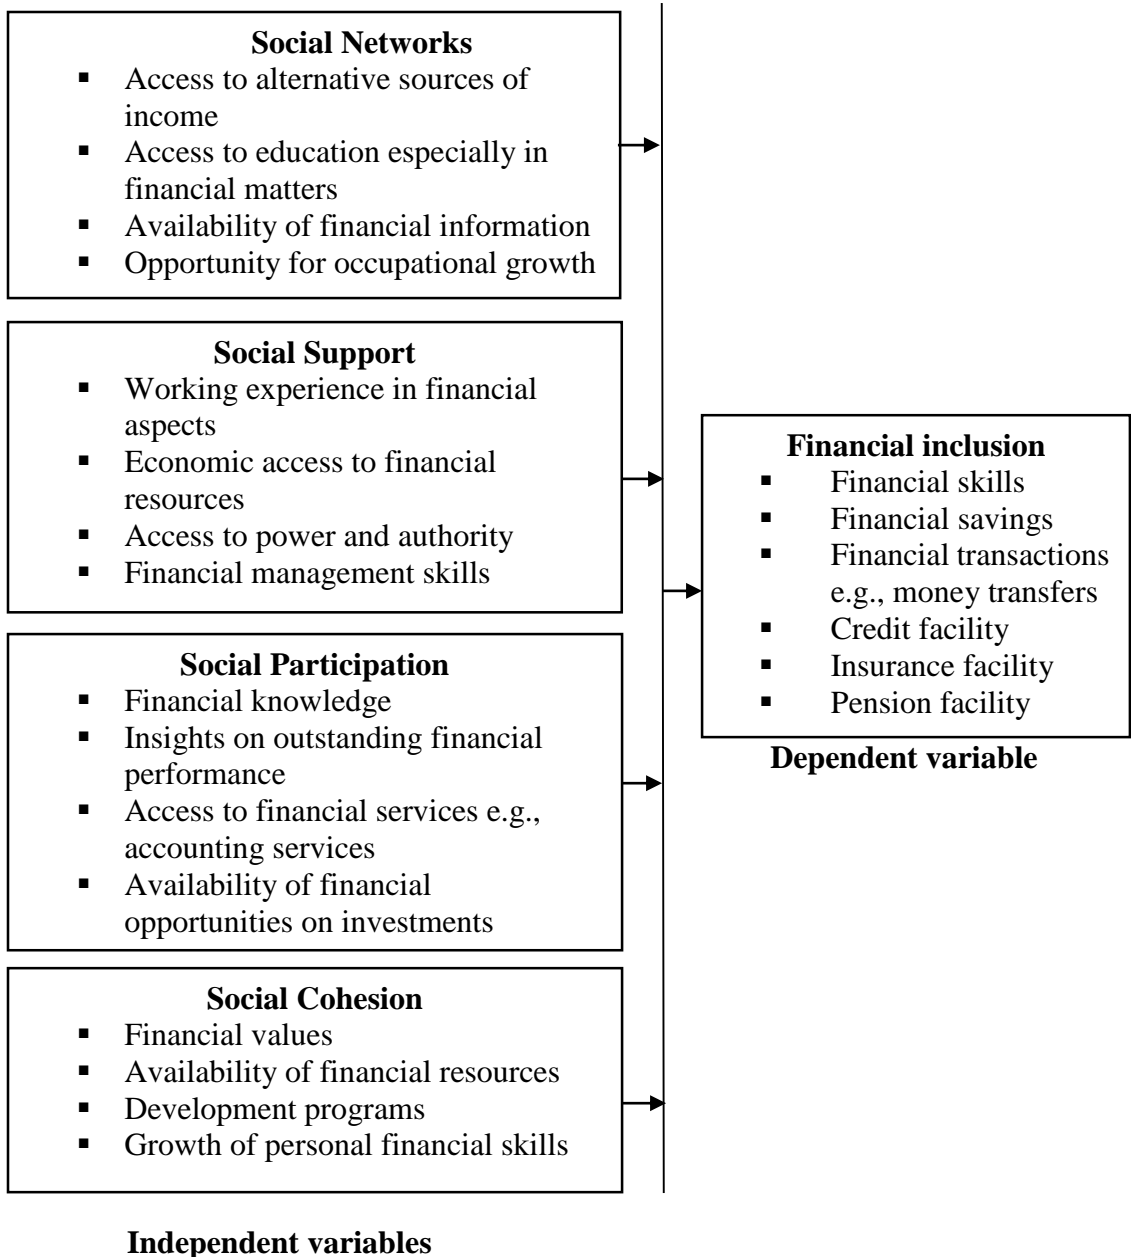 Social Networks
▪ Access to alternative sources of
income
▪ Access to education especially in
financial matters
▪ Availability of financial information
▪ Opportunity for occupational growth
Social Support
▪ Working experience in financial
aspects
▪ Economic access to financial
resources
▪ Access to power and authority
▪ Financial management skills
Social Participation
▪ Financial knowledge
▪ Insights on outstanding financial
performance
▪ Access to financial services e.g.,
accounting services
▪ Availability of financial
opportunities on investments
Social Cohesion
▪ Financial values
▪ Availability of financial resources
▪ Development programs
▪ Growth of personal financial skills
Independent variables
Financial inclusion
▪ Financial skills
▪ Financial savings
▪ Financial transactions
e.g., money transfers
▪ Credit facility
▪ Insurance facility
▪ Pension facility
Dependent variable